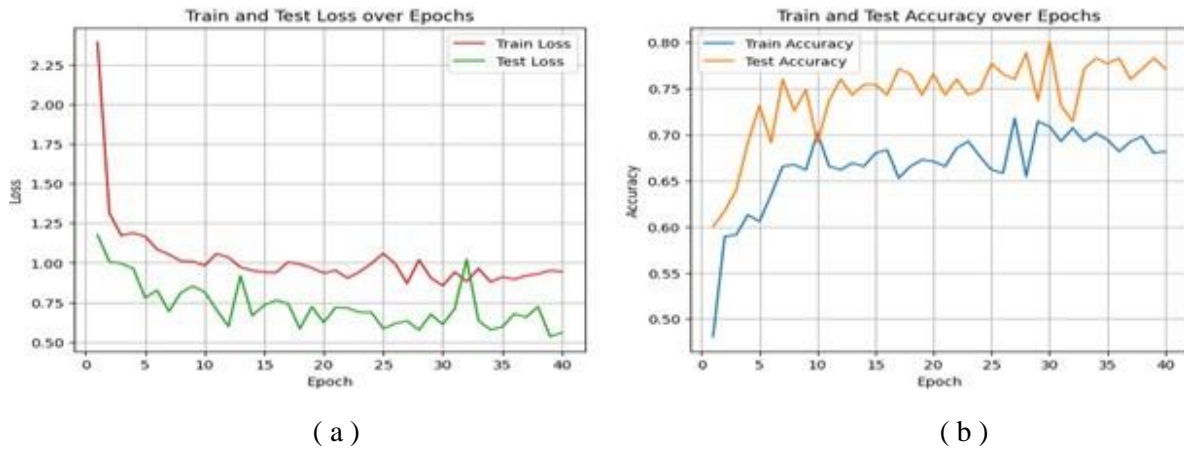 Train and Test Loss over Epochs
Train Loss
Test Loss
2.25
2.00
1.75
1.50
1.25
1.00
0.75
0.50
Loss
0 5 10 15 20 25 30 35 40
Epoch
( a )
Train and Test Accuracy over Epochs
Train Accuracy
Test Accuracy
0.80
0.75
0.70
0.65
0.60
0.55
0.50
Accuracy
0 5 10 15 20 25 30 35 40
Epoch
( b )